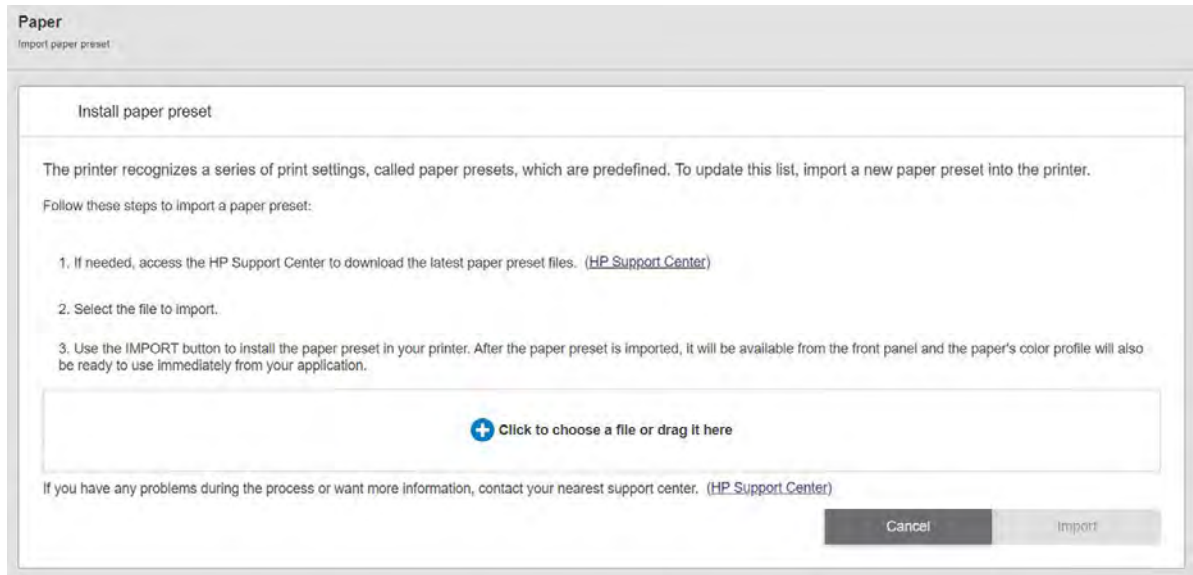 Paper
Import paper preset
Install paper preset
The printer recognizes a series of print settings, called paper presets, which are predefined. To update this list, import a new paper preset into the printer.
Follow these steps to import a paper preset:
1. If needed, access the HP Support Center to download the latest paper preset files. (HP Support Center)
2. Select the file to import.
3. Use the IMPORT button to install the paper preset in your printer. After the paper preset is imported, it will be available from the front panel and the paper's color profile will also
be ready to use immediately from your application.
Click to choose a file or drag it here
If you have any problems during the process or want more information, contact your nearest support center. (HP Support Center)
Cancel
Import